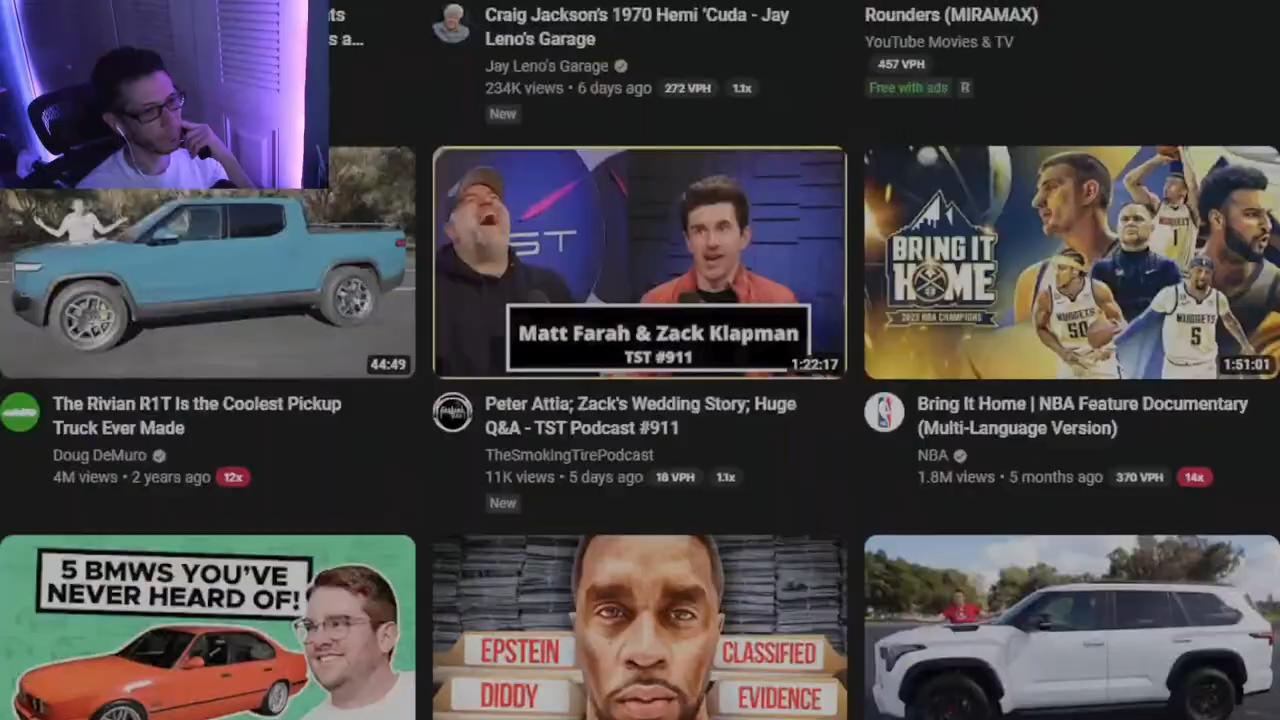 ts
s a...
Craig Jackson's 1970 Hemi 'Cuda - Jay
Leno's Garage
Jay Leno's Garage
234K views • 6 days ago 272 VPH 1.1x
New
Rounders (MIRAMAX)
YouTube Movies & TV
457 VPH
Free with ads R
44:49
The Rivian R1T Is the Coolest Pickup
Truck Ever Made
Doug DeMuro
4M views • 2 years ago 12x
ST
Matt Farah & Zack Klapman
TST #911
1:22:17
Peter Attia; Zack's Wedding Story; Huge
Q&A - TST Podcast #911
TheSmokingTirePodcast
11K views • 5 days ago 18 VPH 1.1x
New
BRING IT
HOME
2023 NBA CHAMPIONS
NUGGETS
1
NUGGETS
50
NUGGETS
5
1:51:01
Bring It Home | NBA Feature Documentary
(Multi-Language Version)
NBA
1.8M views • 5 months ago 370 VPH 14x
5 BMWS YOU'VE
NEVER HEARD OF!
EPSTEIN
CLASSIFIED
DIDDY
EVIDENCE